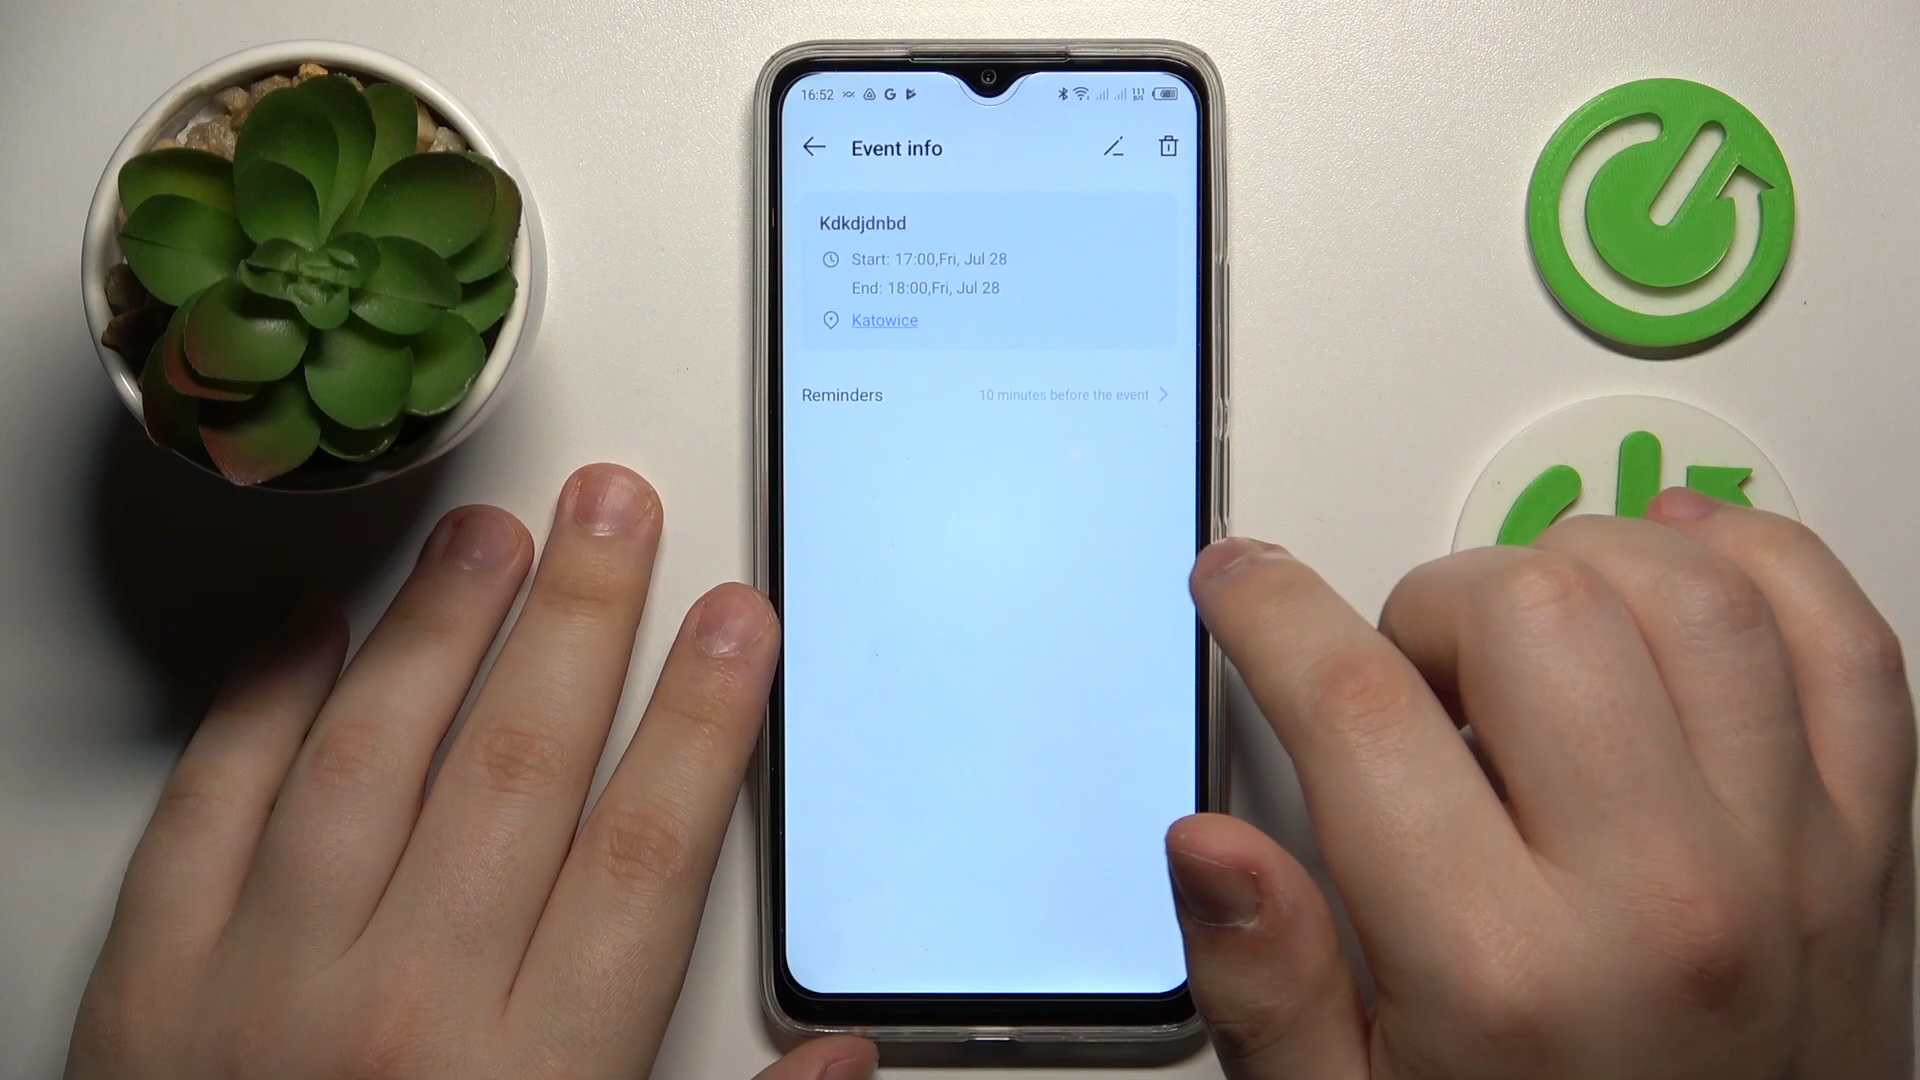 16:52
Event info
Kdkdjdnbd
Start: 17:00,Fri, Jul 28
End: 18:00,Fri, Jul 28
Katowice
Reminders 10 minutes before the event